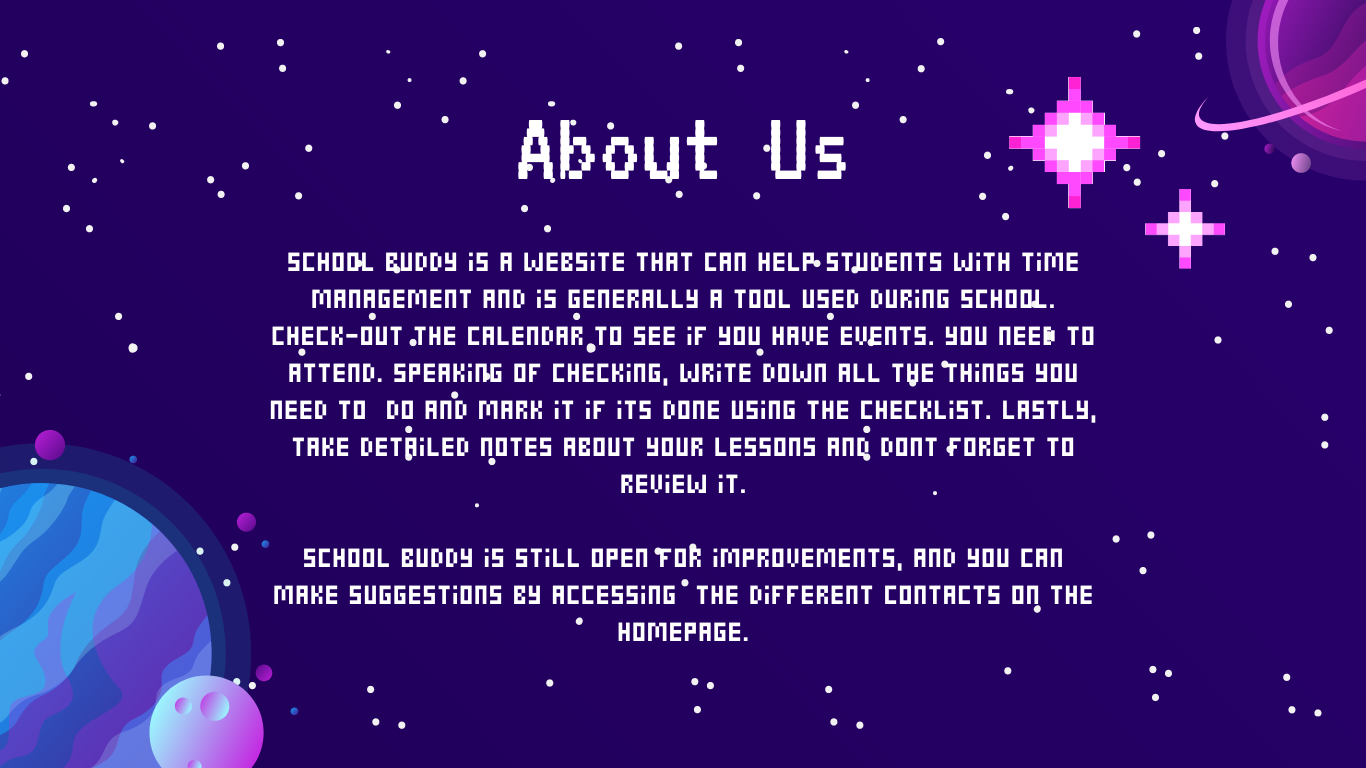 About Us
SCHOOL BUDDY iS A WEBSiTE THAT CAN HELP STUDENTS WiTH TiME
MANAGEMENT AND iS GENERALLY A TOOL USED DURiNG SCHOOL.
CHECK-OUT THE CALENDAR TO SEE iF YOU HAVE EVENTS. YOU NEED TO
ATTEND. SPEAKiNG OF CHECKiNG, WRiTE DOWN ALL THE THiNGS YOU
NEED TO  DO AND MARK iT iF iTS DONE USiNG THE CHECKLiST. LASTLY,
TAKE DETAiLED NOTES ABOUT YOUR LESSONS AND DONT FORGET TO
REViEW iT.
SCHOOL BUDDY iS STiLL OPEN FOR iMPROVEMENTS, AND YOU CAN
MAKE SUGGESTiONS BY ACCESSiNG  THE DiFFERENT CONTACTS ON THE
HOMEPAGE.